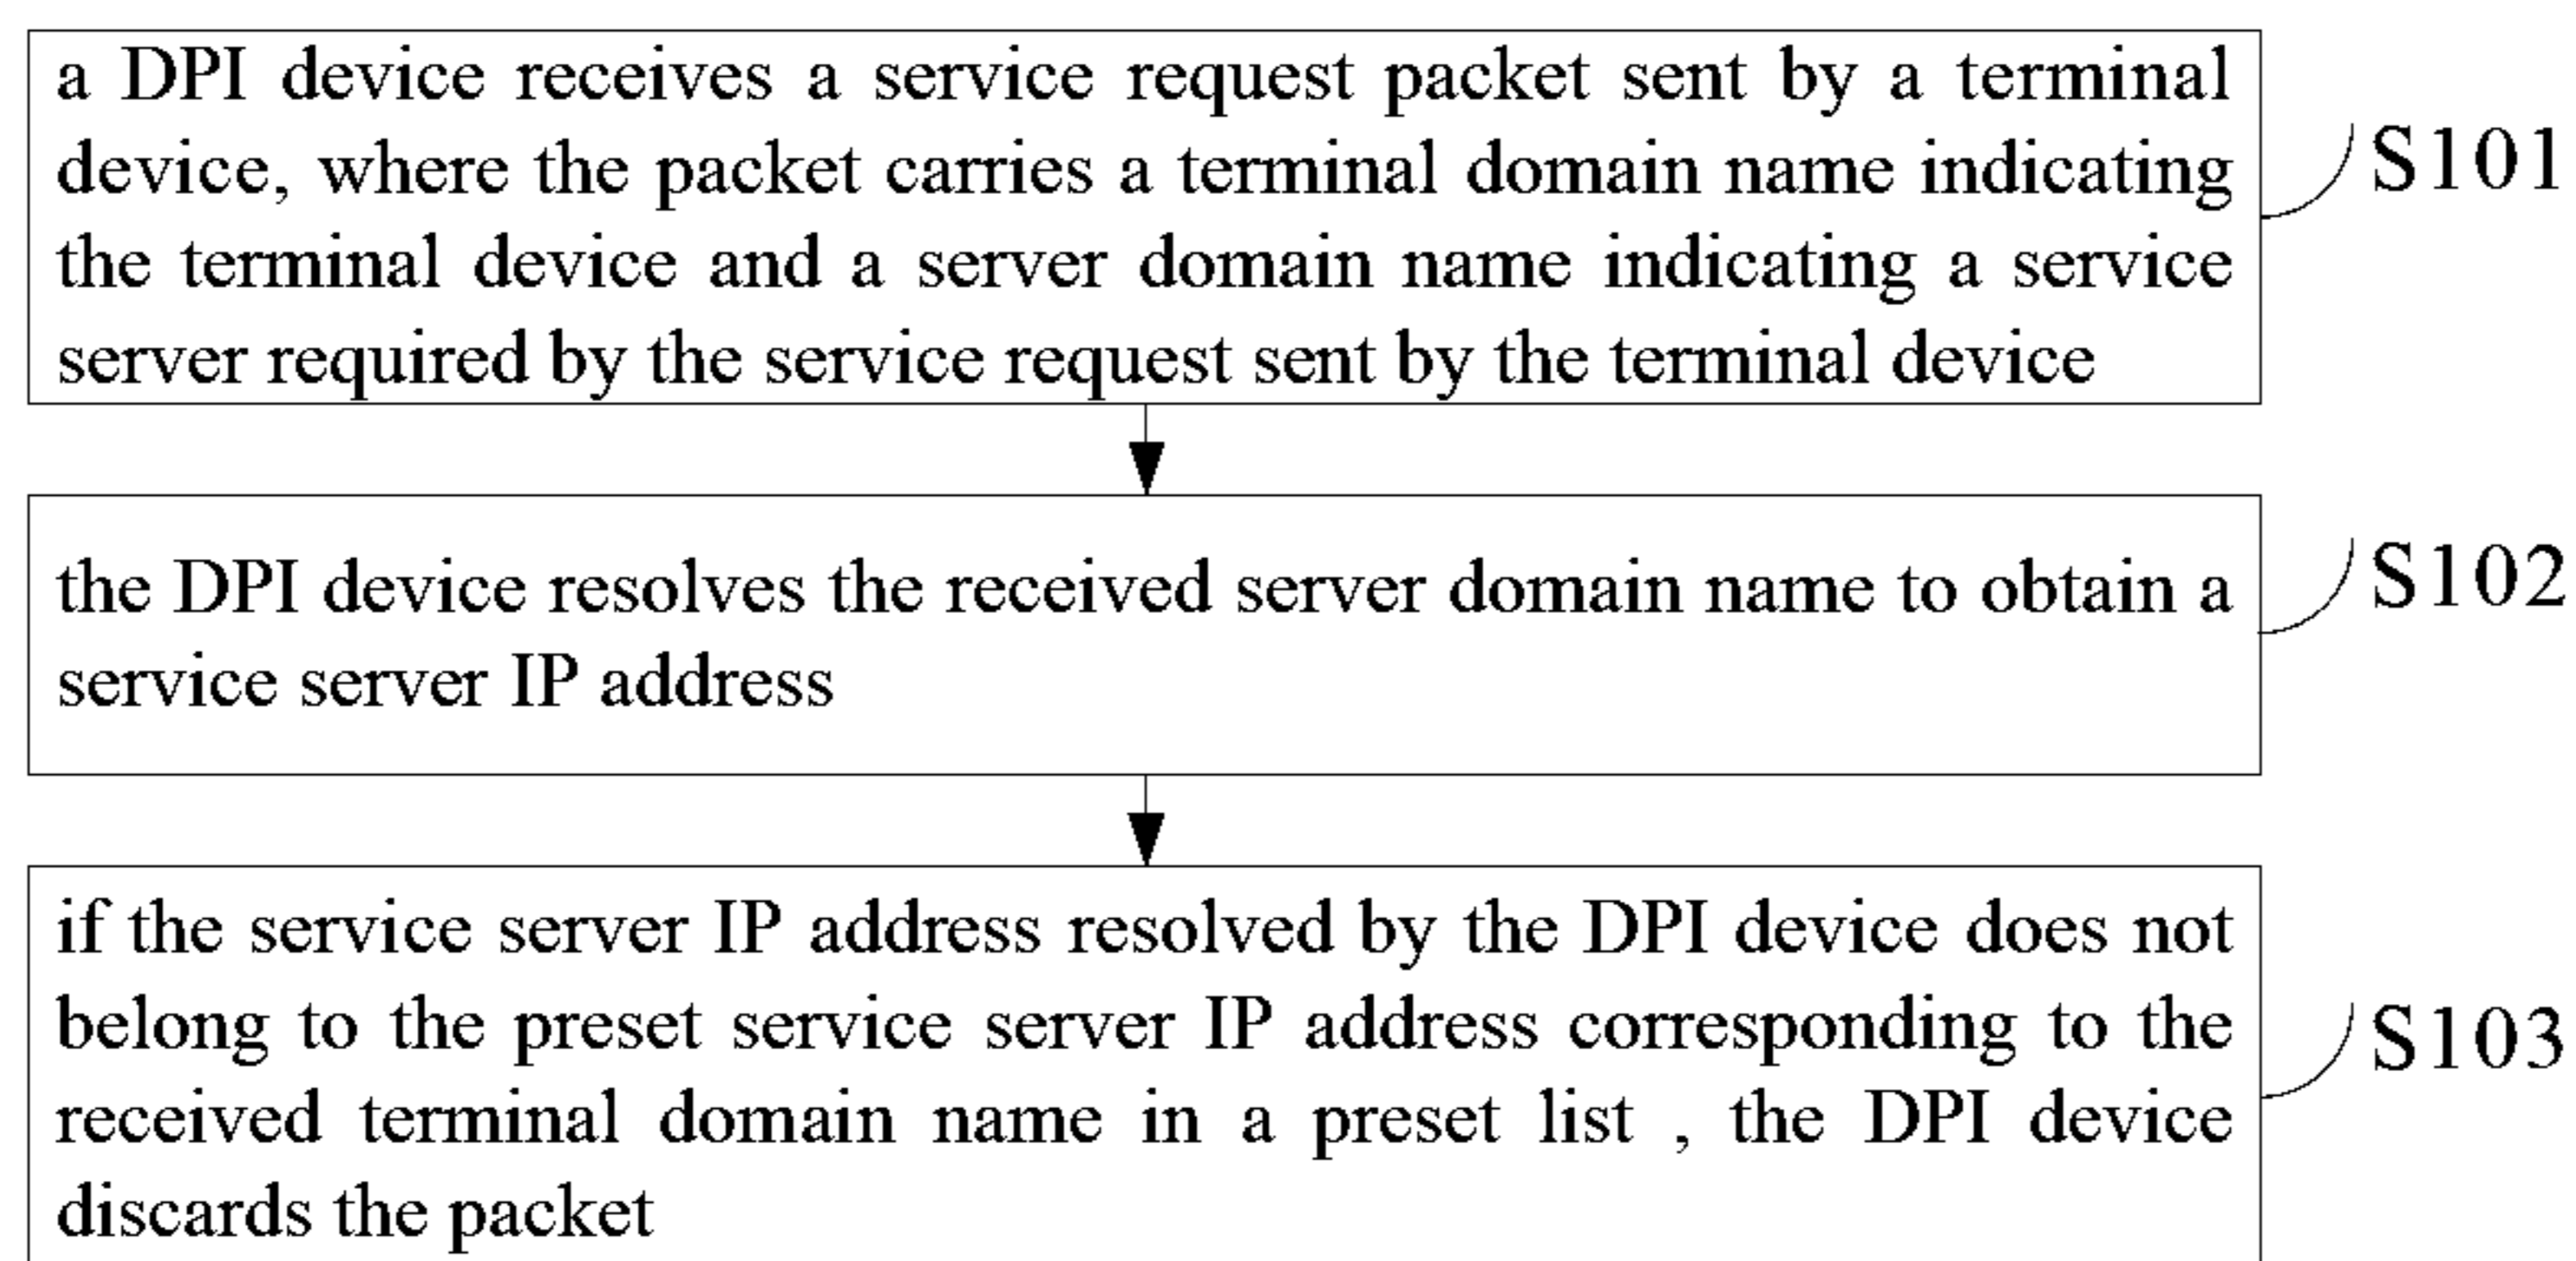 a DPI device receives a service request packet sent by a terminal
device, where the packet carries a terminal domain name indicating
the terminal device and a server domain name indicating a service
server required by the service request sent by the terminal device
S101
the DPI device resolves the received server domain name to obtain a
service server IP address
S102
if the service server IP address resolved by the DPI device does not
belong to the preset service server IP address corresponding to the
received terminal domain name in a preset list , the DPI device
discards the packet
S103